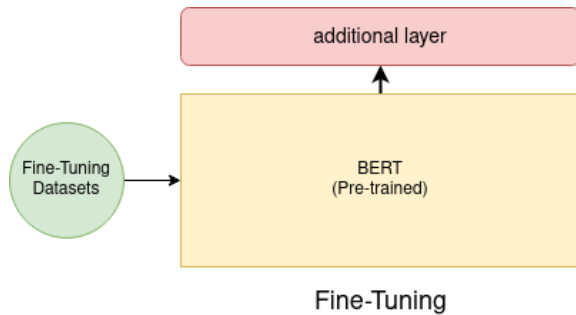 additional layer
Fine-Tuning
Datasets
BERT
(Pre-trained)
Fine-Tuning